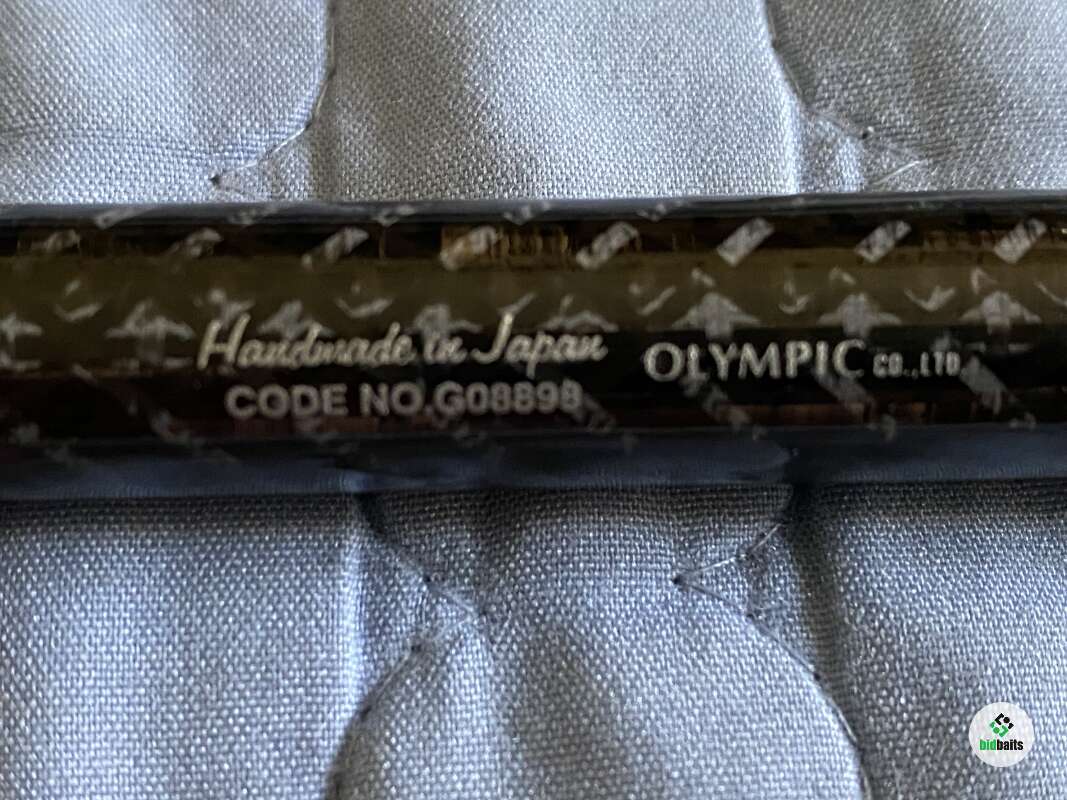 Handmade in Japan
OLYMPIC CO.,LTD.
CODE NO.G08898
bidbaits